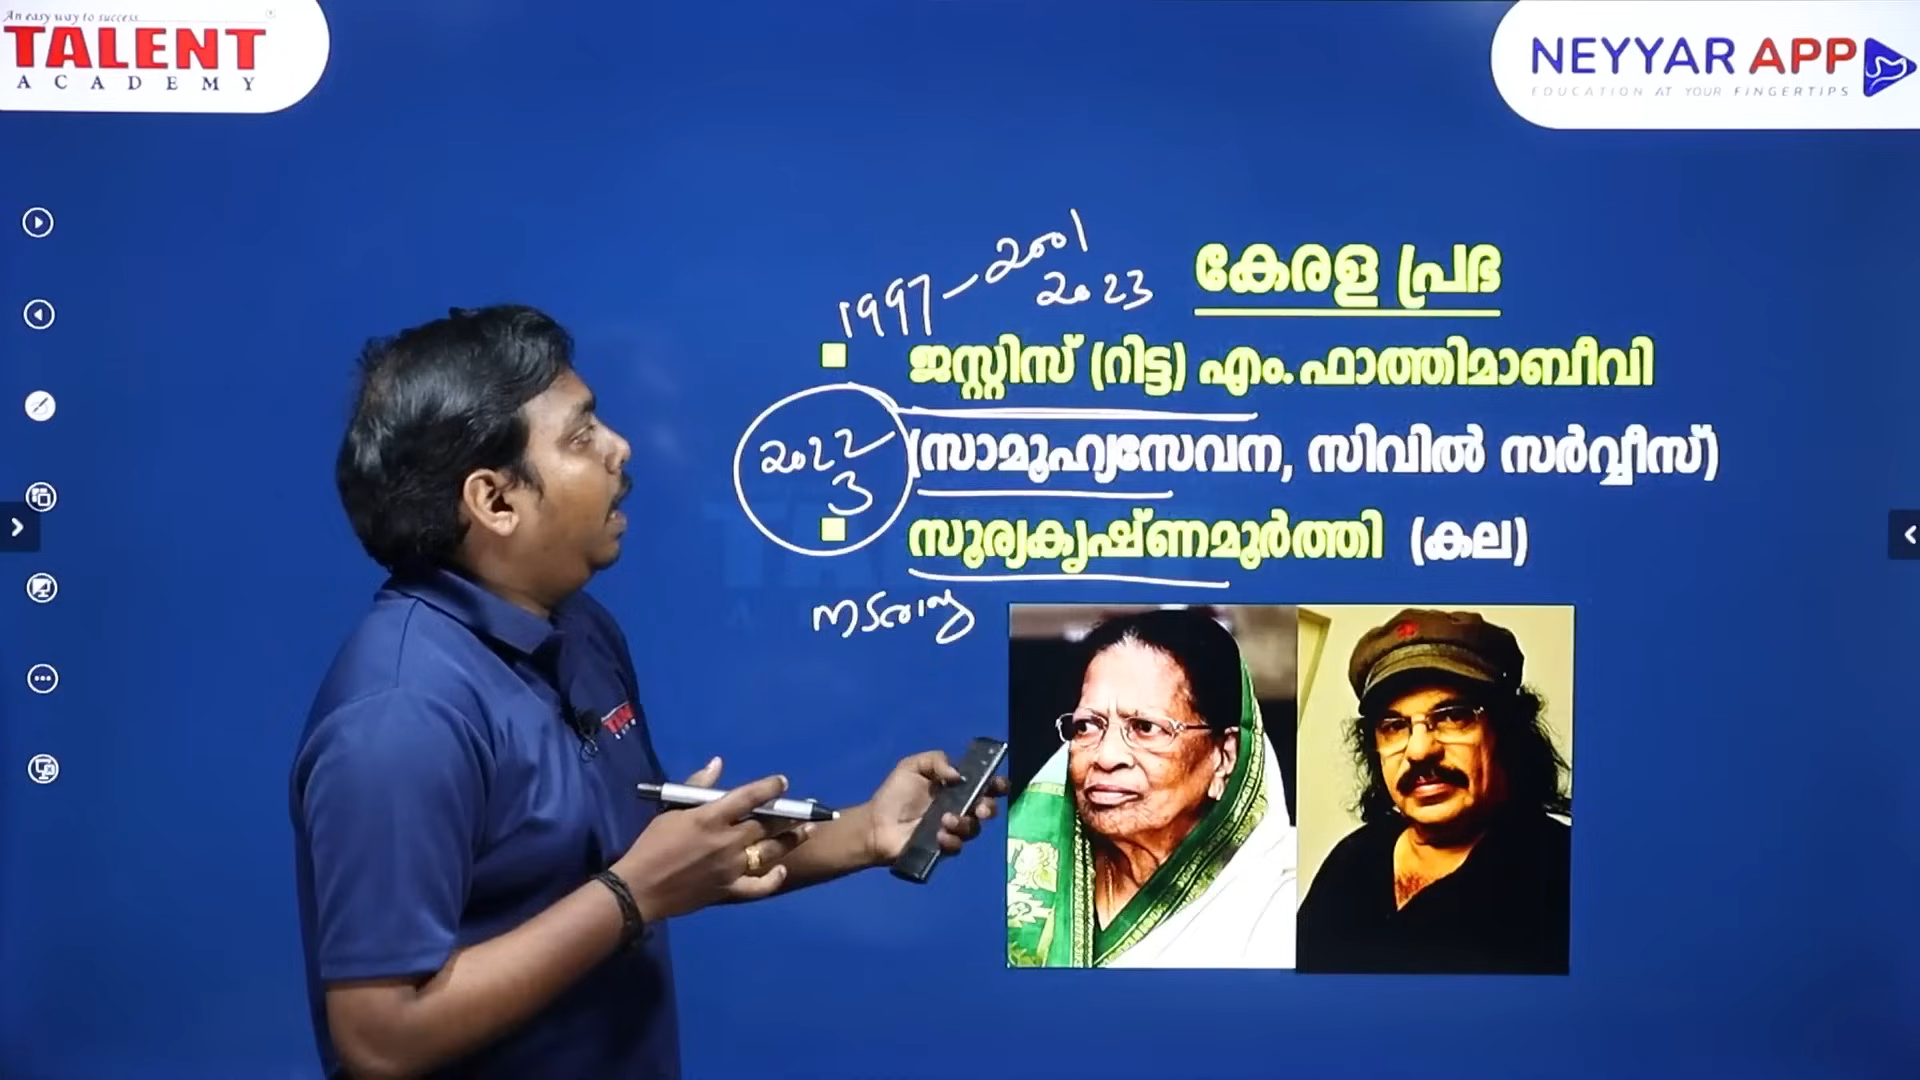 An easy way to success
TALENT
ACADEMY
NEYYAR APP
EDUCATION AT YOUR FINGERTIPS
1997-2001
2023
കേരള പ്രഭ
ജസ്റ്റിസ് (റിട്ട) എം.ഫാത്തിമാബീവി
2022
3
(സാമൂഹ്യസേവന, സിവിൽ സർവ്വീസ്)
സൂര്യകൃഷ്ണമൂർത്തി (കല)